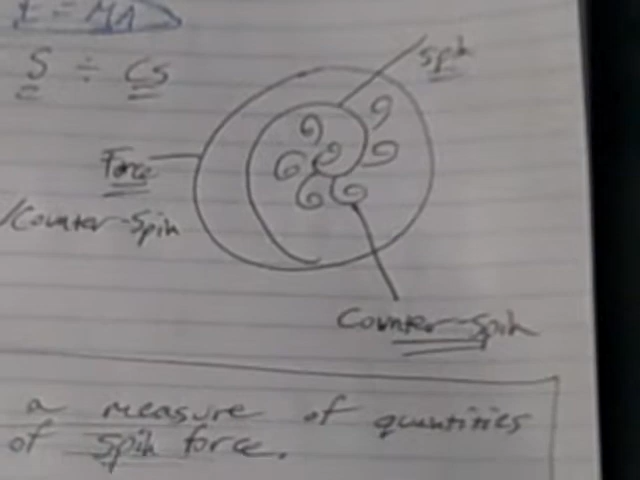 S ÷ CS
Spin
Force
/Counter-Spin
Counter-Spin
a measure of quantities
of spin force.